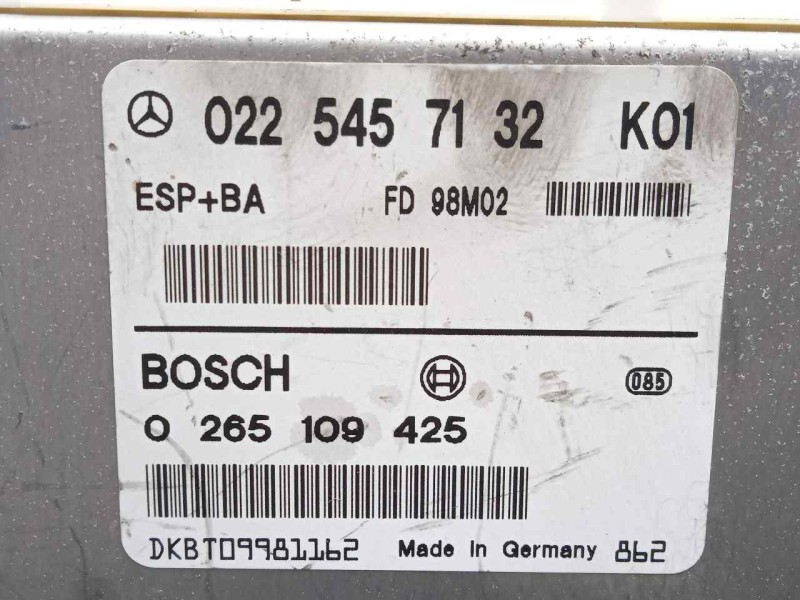 022 545 71 32 K01
ESP+BA FD 98M02
BOSCH 085
0 265 109 425
DKBT09981162 Made in Germany 862